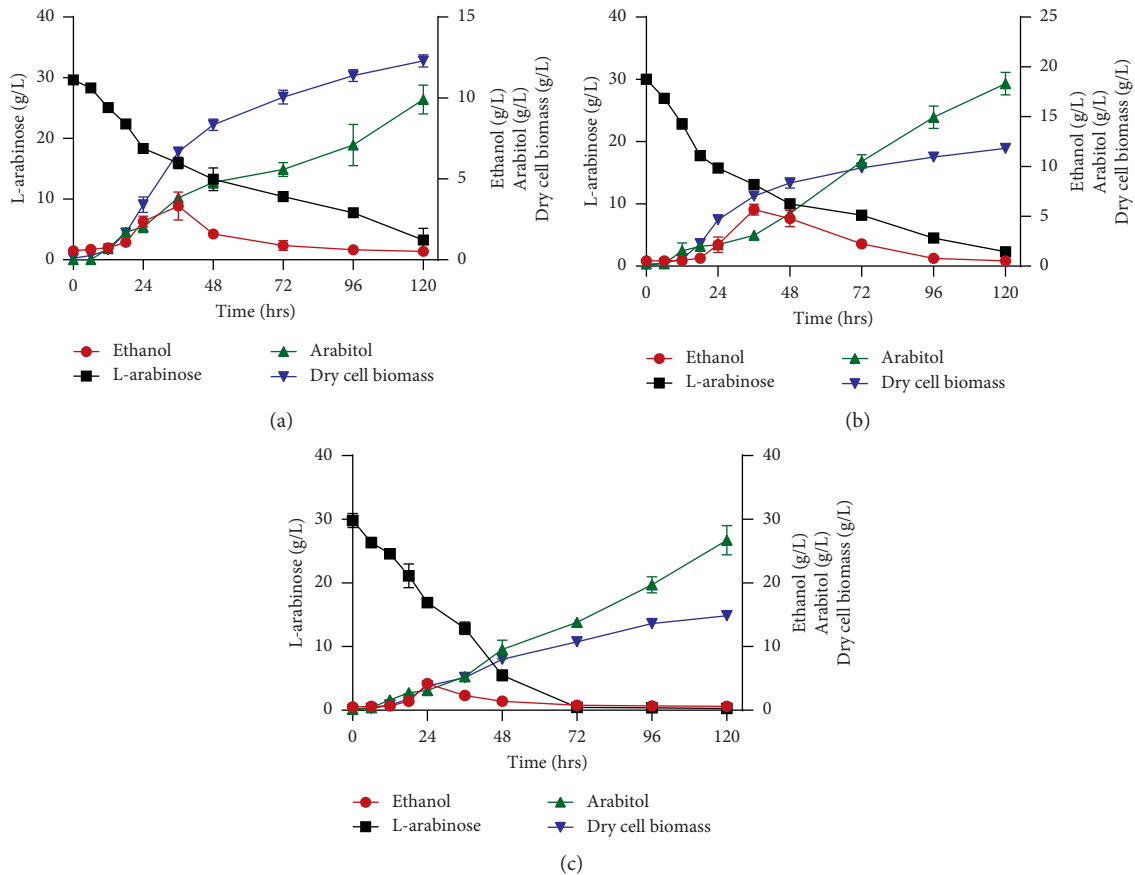 (a)
L-arabinose (g/L)
40
30
20
10
0
0 24 48 72 96 120
Time (hrs)
15
10
5
0
Ethanol (g/L)
Arabitol (g/L)
Dry cell biomass (g/L)
Ethanol
L-arabinose
Arabitol
Dry cell biomass
(a)
L-arabinose (g/L)
40
30
20
10
0
0 24 48 72 96 120
Time (hrs)
25
20
15
10
5
0
Ethanol (g/L)
Arabitol (g/L)
Dry cell biomass (g/L)
Ethanol
L-arabinose
Arabitol
Dry cell biomass
(b)
L-arabinose (g/L)
40
30
20
10
0
0 24 48 72 96 120
Time (hrs)
40
30
20
10
0
Ethanol (g/L)
Arabitol (g/L)
Dry cell biomass (g/L)
Ethanol
L-arabinose
Arabitol
Dry cell biomass
(c)